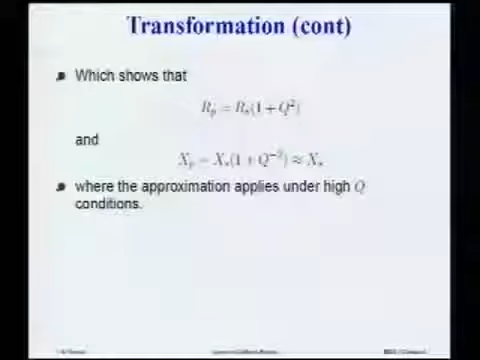 Transformation (cont)
Which shows that
R_p = R_s(1 + Q^2)
and
X_p = X_s(1 + Q^{-2}) ≈ X_s
where the approximation applies under high Q
conditions.